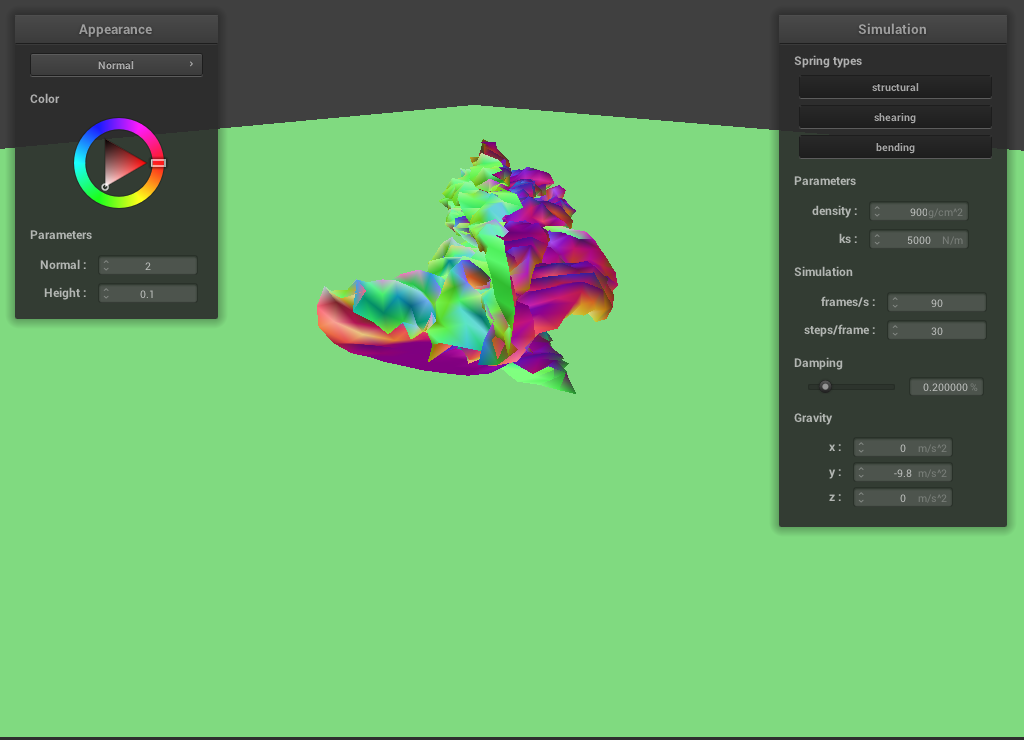 Appearance
Normal
Color
Parameters
Normal : 2
Height : 0.1
Simulation
Spring types
structural
shearing
bending
Parameters
density : 900 g/cm^2
ks : 5000 N/m
Simulation
frames/s : 90
steps/frame : 30
Damping
0.200000 %
Gravity
x : 0 m/s^2
y : -9.8 m/s^2
z : 0 m/s^2